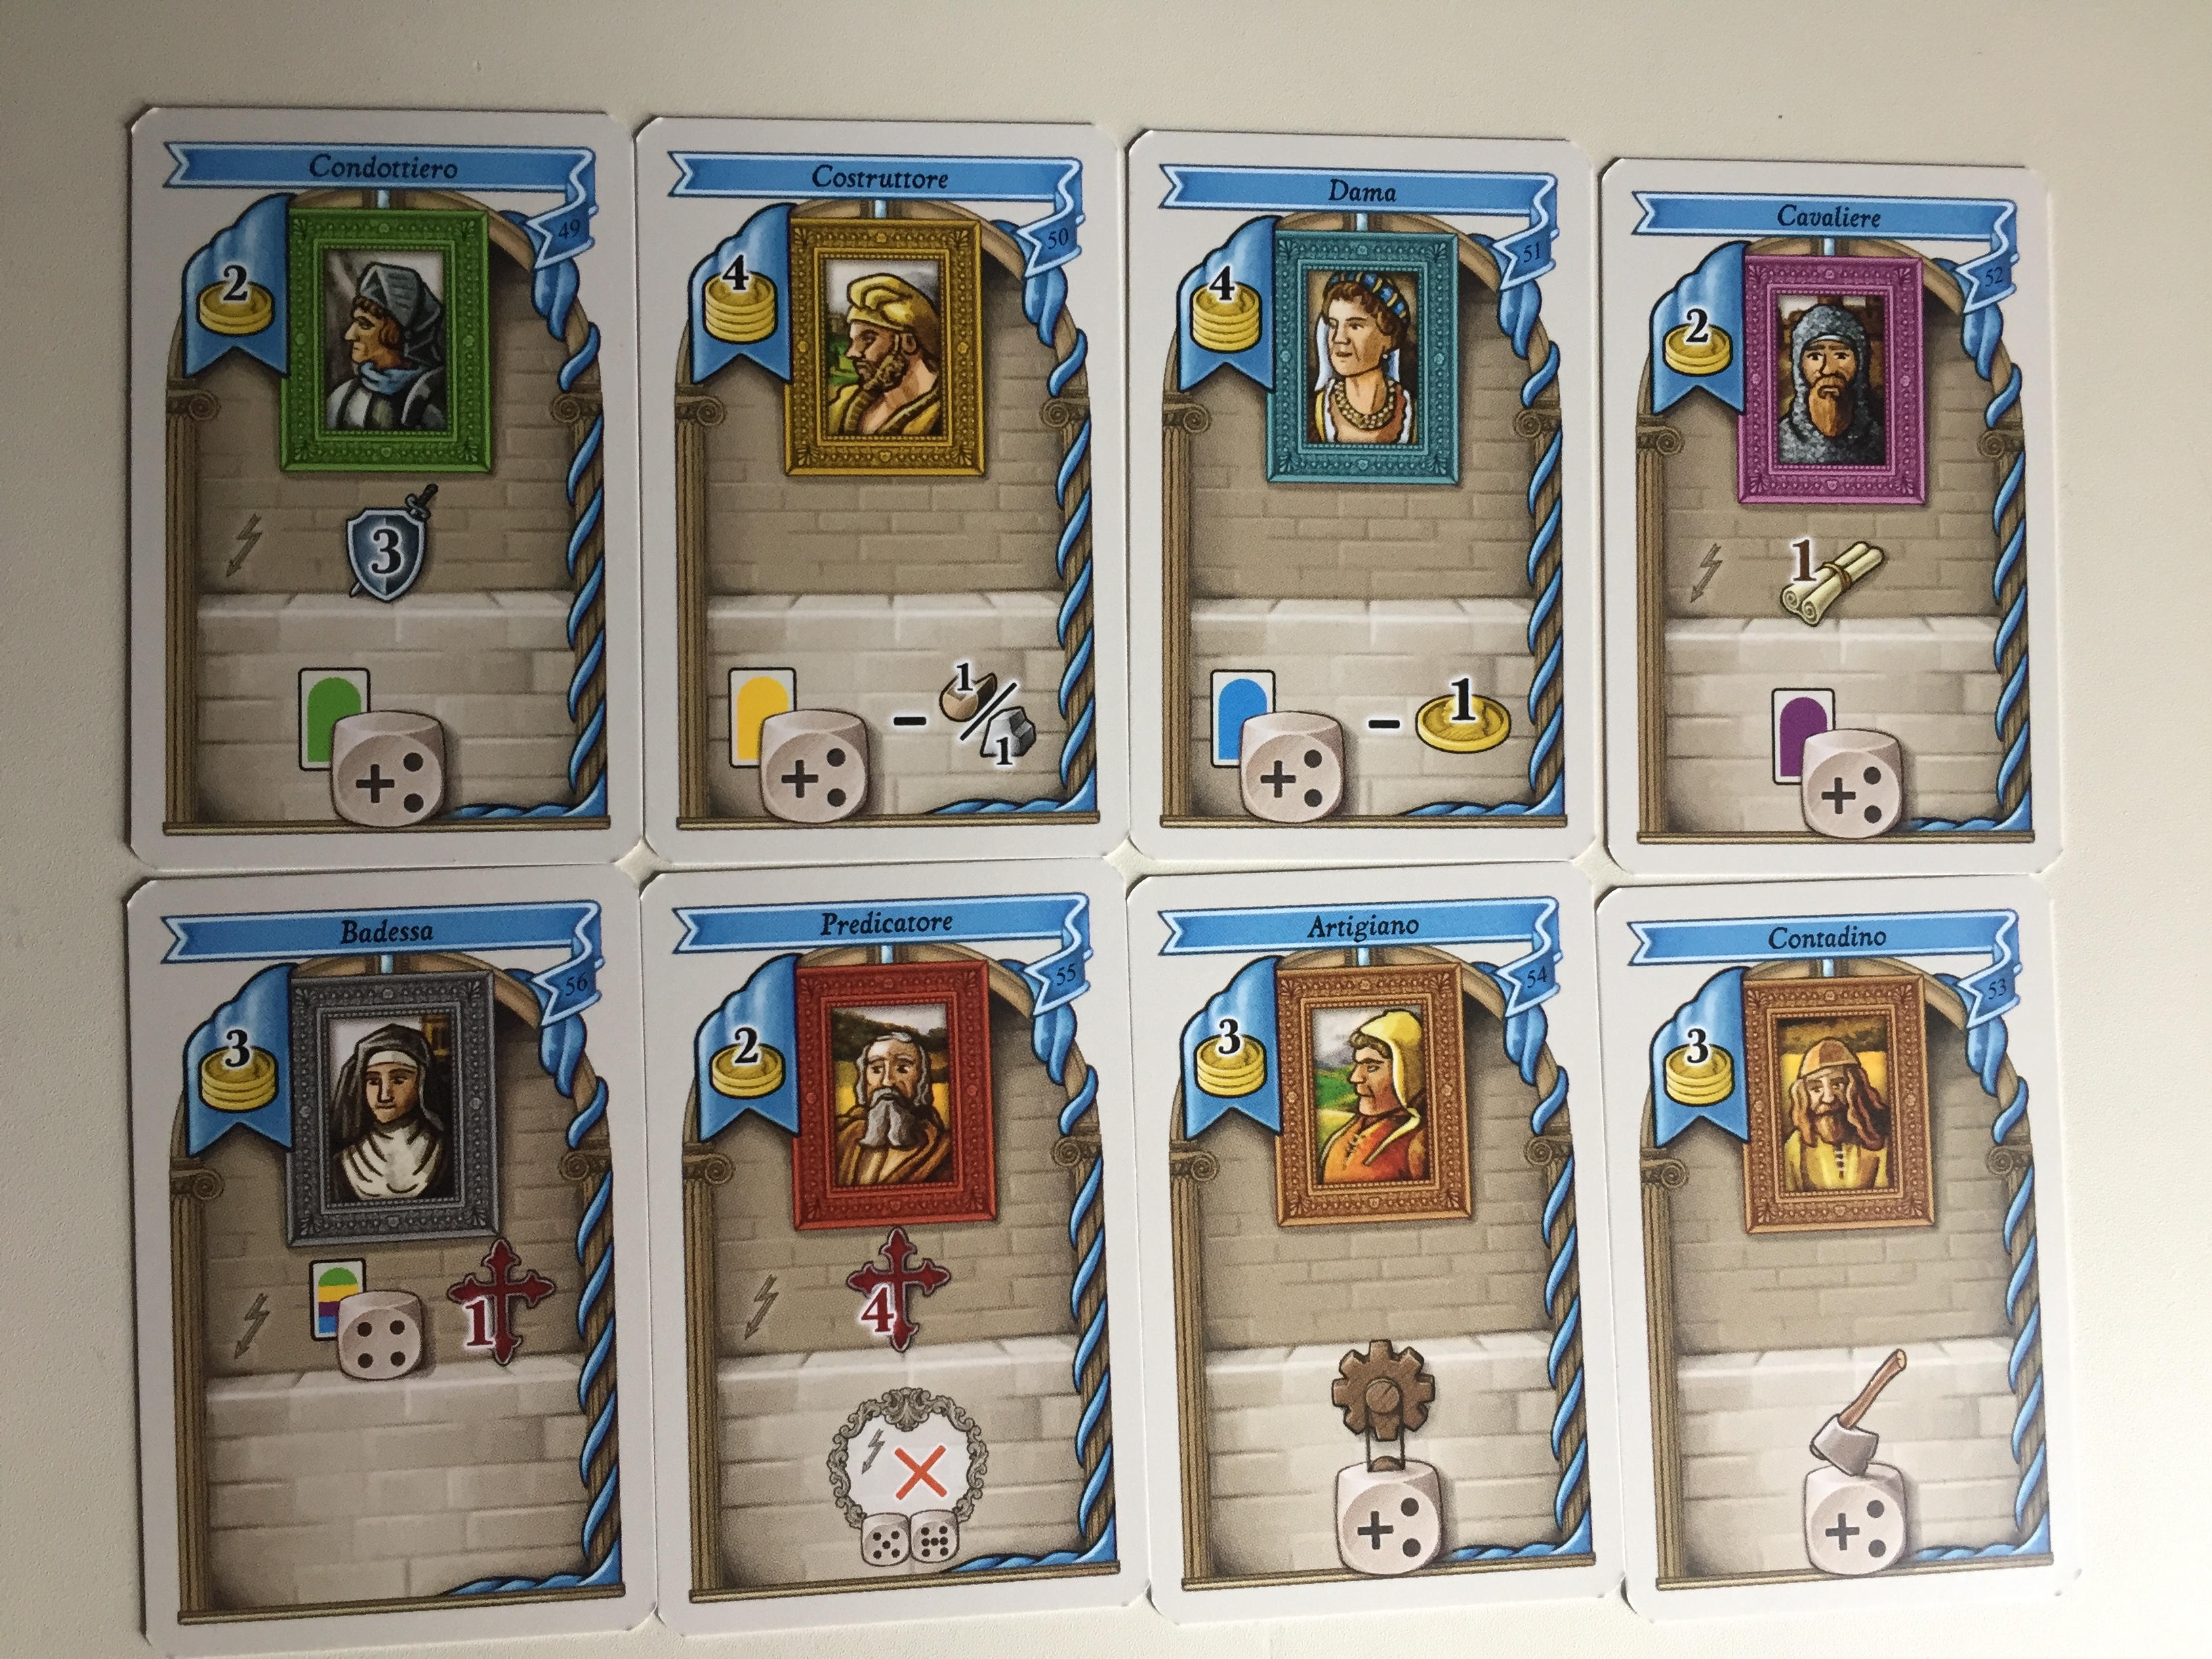 Condottiero
49
2
3
Costruttore
50
4
1
1
Dama
51
4
1
Cavaliere
52
2
1
Badessa
56
3
1
Predicatore
55
2
4
Artigiano
54
3
Contadino
53
3